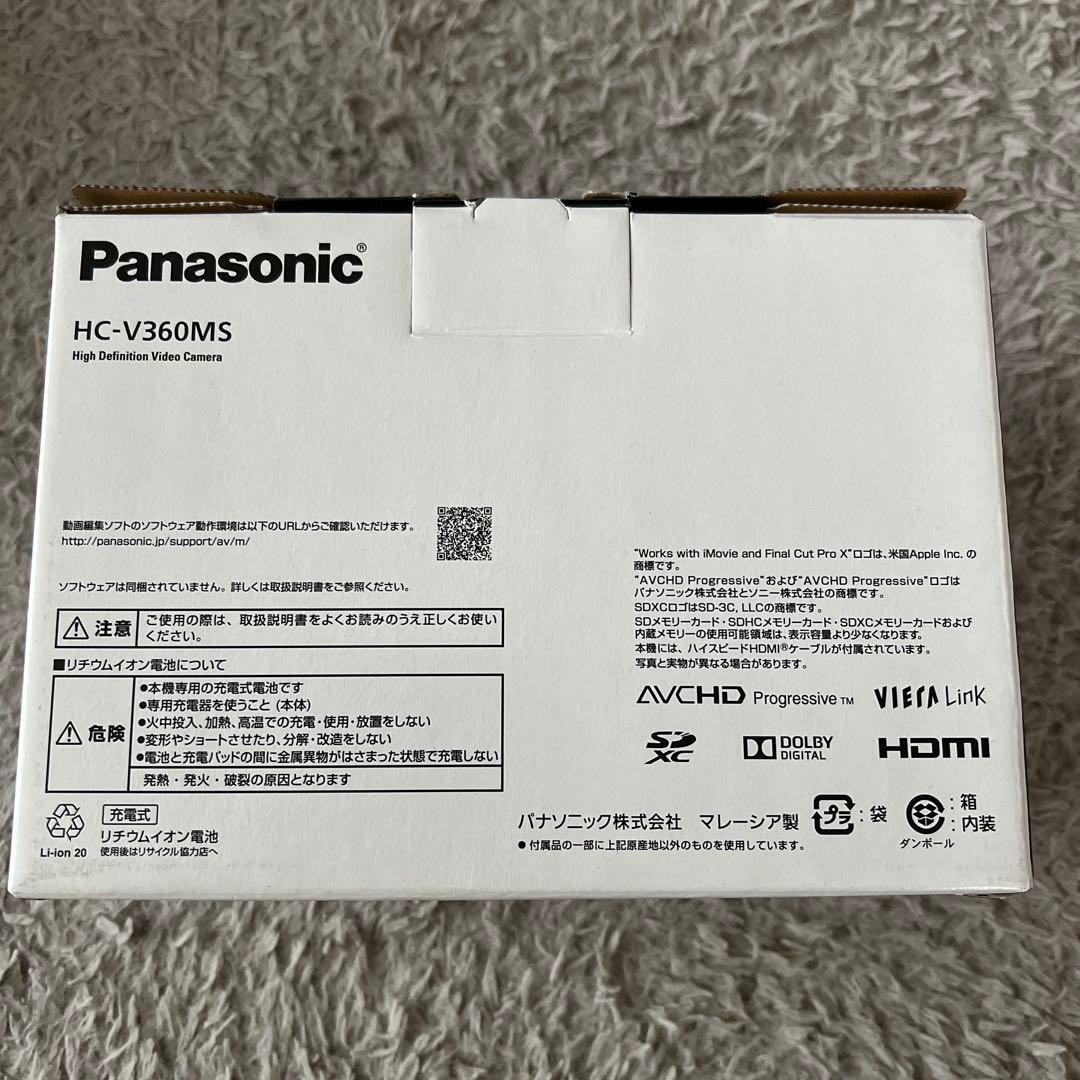 Panasonic®
HC-V360MS
High Definition Video Camera
動画編集ソフトのソフトウェア動作環境は以下のURLからご確認いただけます。
http://panasonic.jp/support/av/m/
ソフトウェアは同梱されていません。詳しくは取扱説明書をご参照ください。
注意
ご使用の際は、取扱説明書をよくお読みのうえ正しくお使い
ください。
■リチウムイオン電池について
危険
●本機専用の充電式電池です
●専用充電器を使うこと (本体)
●火中投入、加熱、高温での充電・使用・放置をしない
●変形やショートさせたり、分解・改造をしない
●電池と充電パッドの間に金属異物がはさまった状態で充電しない
発熱・発火・破裂の原因となります
Li-ion 20
充電式
リチウムイオン電池
使用後はリサイクル協力店へ
"Works with iMovie and Final Cut Pro X"ロゴは、米国Apple Inc. の
商標です。
"AVCHD Progressive"および"AVCHD Progressive"ロゴは
パナソニック株式会社とソニー株式会社の商標です。
SDXCロゴはSD-3C, LLCの商標です。
SDメモリーカード・SDHCメモリーカード・SDXCメモリーカードおよび
内蔵メモリーの使用可能領域は、表示容量より少なくなります。
本機には、ハイスピードHDMI®ケーブルが付属されています。
写真と実物が異なる場合があります。
AVCHD Progressive™ VIERA Link
SD XC DOLBY DIGITAL HDMI
パナソニック株式会社 マレーシア製
●付属品の一部に上記原産地以外のものを使用しています。
プラ : 袋
: 箱
: 内装
ダンボール